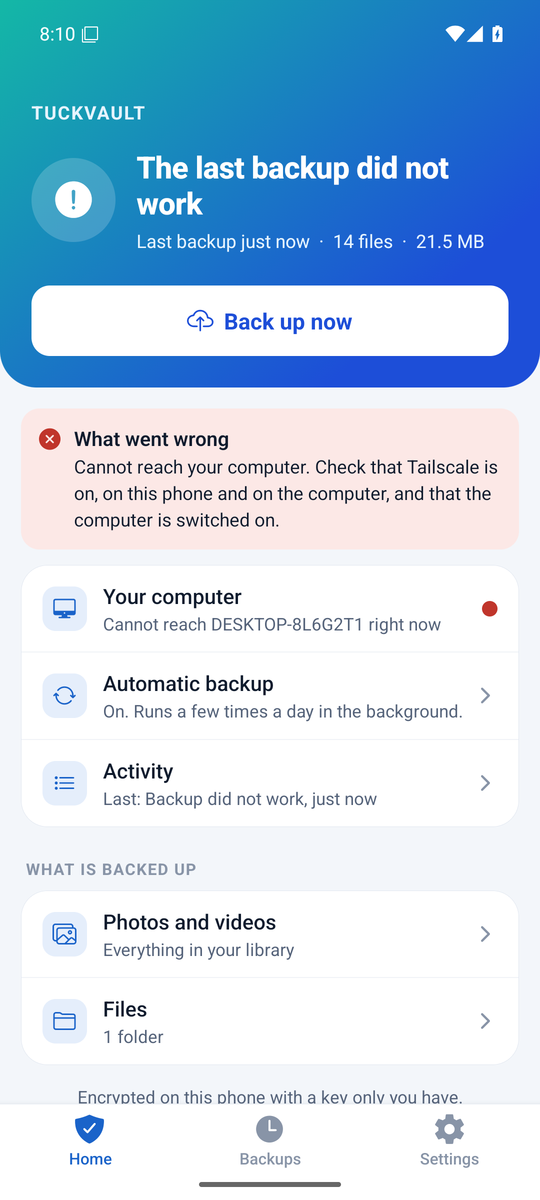 8:10
TUCKVAULT
The last backup did not
work
Last backup just now · 14 files · 21.5 MB
Back up now
What went wrong
Cannot reach your computer. Check that Tailscale is
on, on this phone and on the computer, and that the
computer is switched on.
Your computer
Cannot reach DESKTOP-8L6G2T1 right now
Automatic backup
On. Runs a few times a day in the background.
Activity
Last: Backup did not work, just now
WHAT IS BACKED UP
Photos and videos
Everything in your library
Files
1 folder
Encrypted on this phone with a key only you have.
Home
Backups
Settings